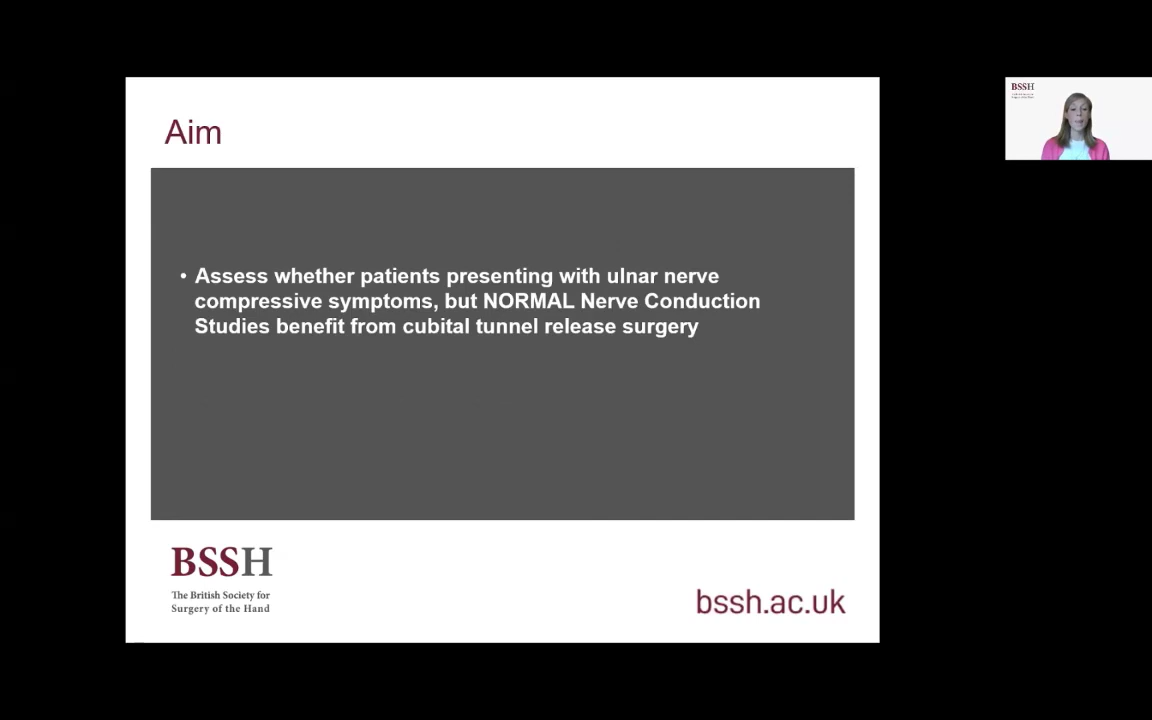 Aim
• Assess whether patients presenting with ulnar nerve
compressive symptoms, but NORMAL Nerve Conduction
Studies benefit from cubital tunnel release surgery
BSSH
The British Society for
Surgery of the Hand
bssh.ac.uk
BSSH